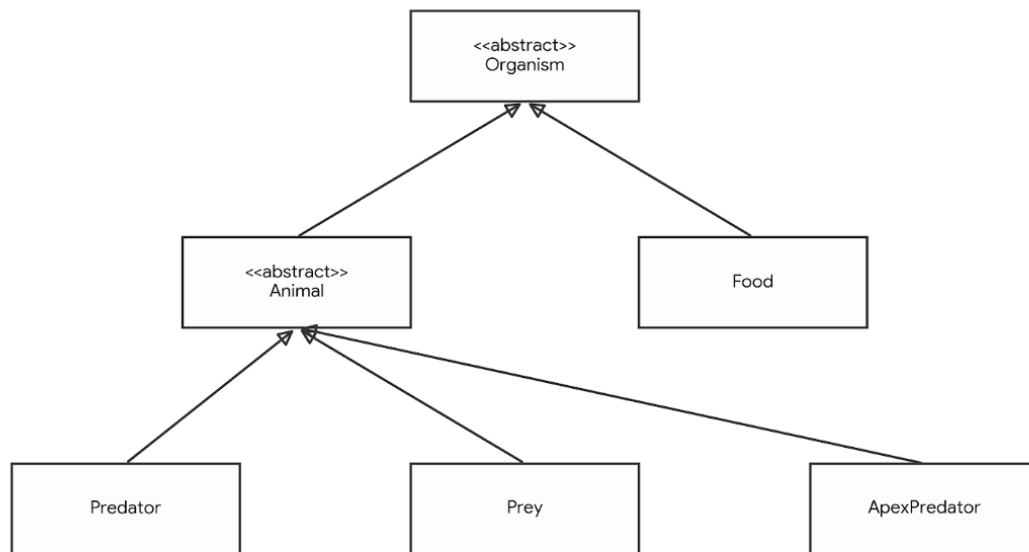 <<abstract>>
Organism
<<abstract>>
Animal
Food
Predator
Prey
ApexPredator